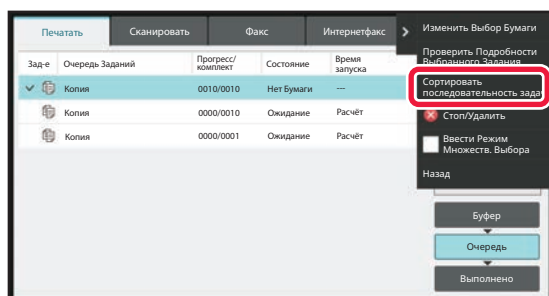 Печатать Сканировать Факс Интернетфакс
Зад-е Очередь Заданий Прогресс/комплект Состояние Время запуска
Копия 0010/0010 Нет Бумаги ---
Копия 0000/0010 Ожидание Расчёт
Копия 0000/0001 Ожидание Расчёт
Изменить Выбор Бумаги
Проверить Подробности
Выбранного Задания
Сортировать
последовательность зада
Стоп/Удалить
Ввести Режим
Множеств. Выбора
Назад
Буфер
Очередь
Выполнено